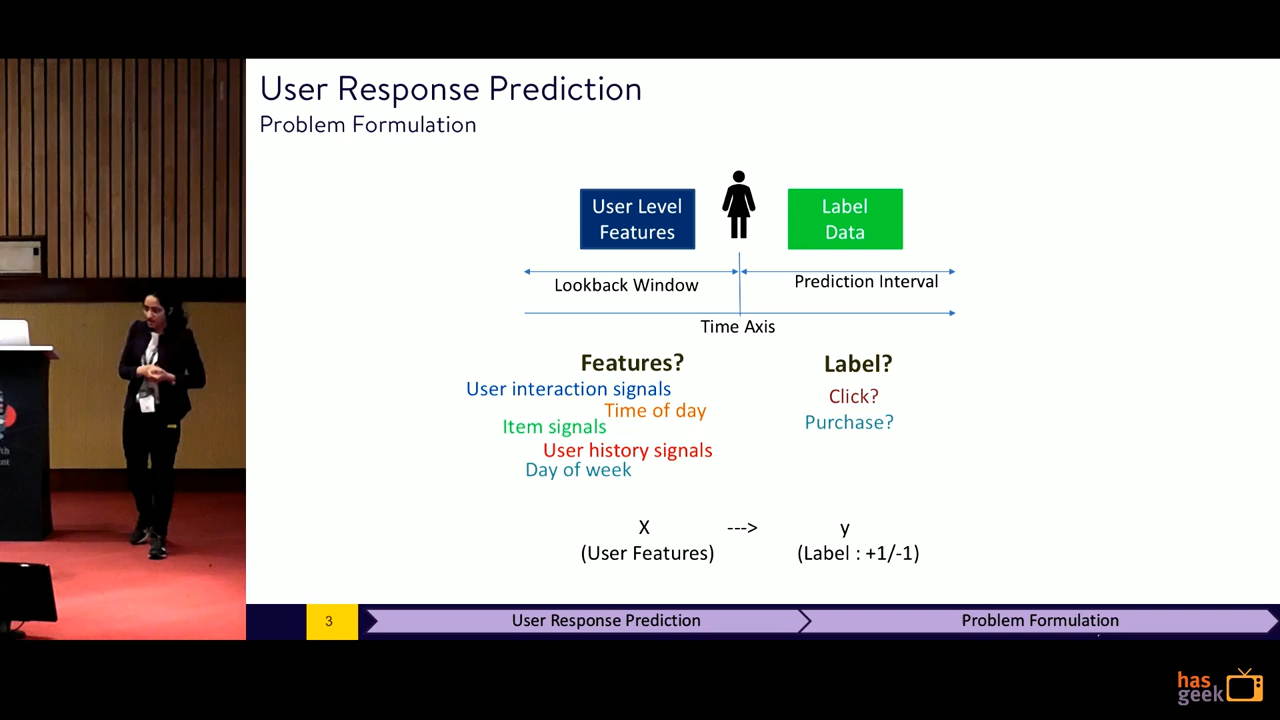 User Response Prediction
Problem Formulation
User Level
Features
Label
Data
Lookback Window
Prediction Interval
Time Axis
Features?
Label?
User interaction signals
Click?
Time of day
Purchase?
Item signals
User history signals
Day of week
X
--->
y
(User Features)
(Label : +1/-1)
3
User Response Prediction
Problem Formulation
has
geek